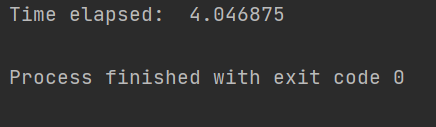 Time elapsed:  4.046875
Process finished with exit code 0